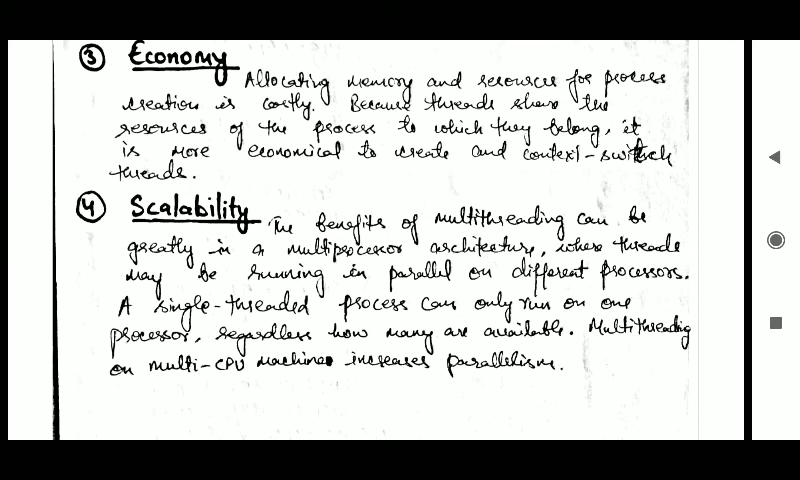 ③ Economy
Allocating memory and resources for process
creation is costly. Because threads share the
resources of the process to which they belong, it
is more economical to create and context-switch
threads.
④ Scalability
The benefits of multithreading can be
greatly in a multiprocessor architecture, where threads
may be running in parallel on different processors.
A single-threaded process can only run on one
processor, regardless how many are available. Multithreading
on multi-CPU machine increases parallelism.